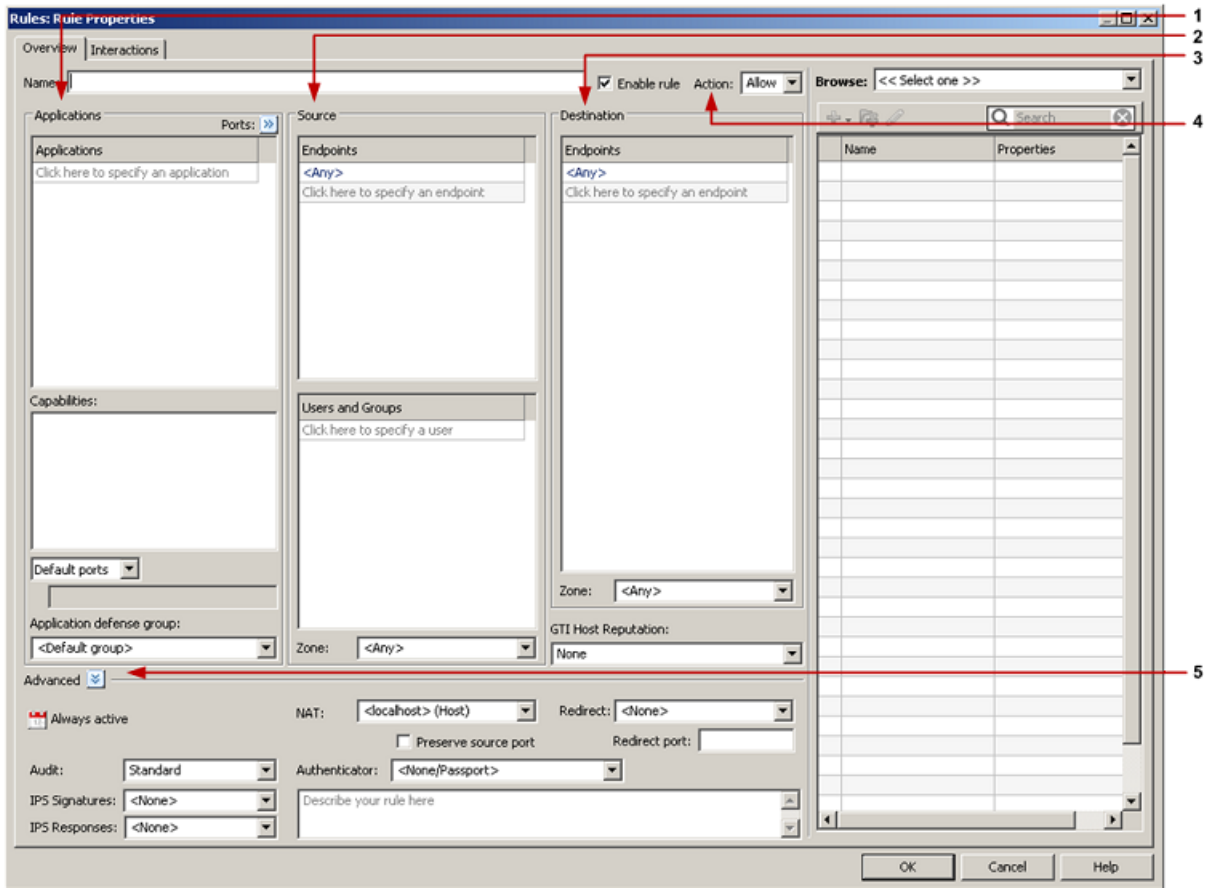 Rules: Rule Properties
1
2
3
4
5
Overview
Interactions
Name:
Enable rule
Action:
Allow
Browse:
<< Select one >>
Applications
Ports:
Applications
Click here to specify an application
Capabilities:
Default ports
Application defense group:
<Default group>
Source
Endpoints
<Any>
Click here to specify an endpoint
Users and Groups
Click here to specify a user
Zone:
<Any>
Destination
Endpoints
<Any>
Click here to specify an endpoint
Zone:
<Any>
GTI Host Reputation:
None
Search
Name
Properties
Advanced
Always active
NAT:
<localhost> (Host)
Redirect:
<None>
Preserve source port
Redirect port:
Audit:
Standard
Authenticator:
<None/Passport>
IPS Signatures:
<None>
Describe your rule here
IPS Responses:
<None>
OK
Cancel
Help